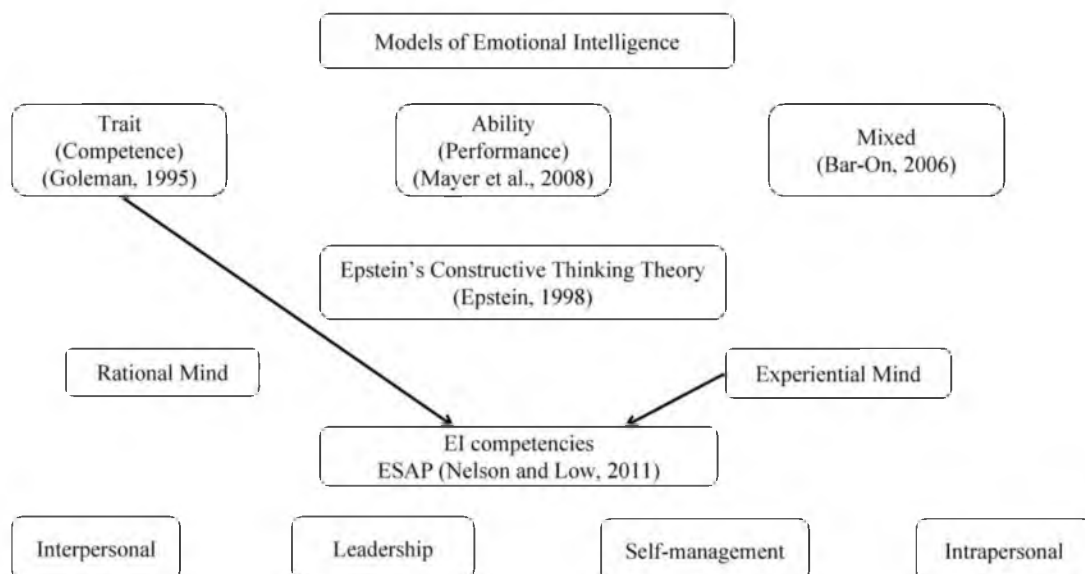 Models of Emotional Intelligence
Trait
(Competence)
(Goleman, 1995)
Ability
(Performance)
(Mayer et al., 2008)
Mixed
(Bar-On, 2006)
Epstein's Constructive Thinking Theory
(Epstein, 1998)
Rational Mind
Experiential Mind
EI competencies
ESAP (Nelson and Low, 2011)
Interpersonal
Leadership
Self-management
Intrapersonal